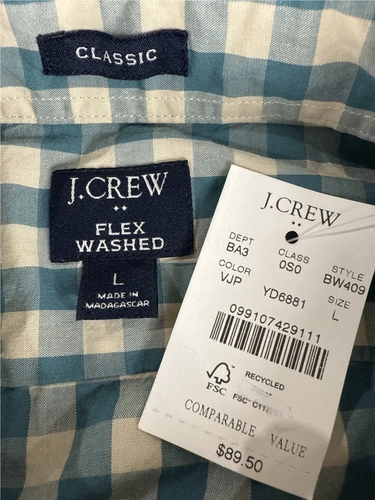 CLASSIC
J.CREW
FLEX
WASHED
L
MADE IN
MADAGASCAR
J.CREW
DEPT CLASS STYLE
BA3 0S0 BW409
COLOR SIZE
VJP YD6881 L
099107429111
RECYCLED
FSC
COMPARABLE VALUE
$89.50